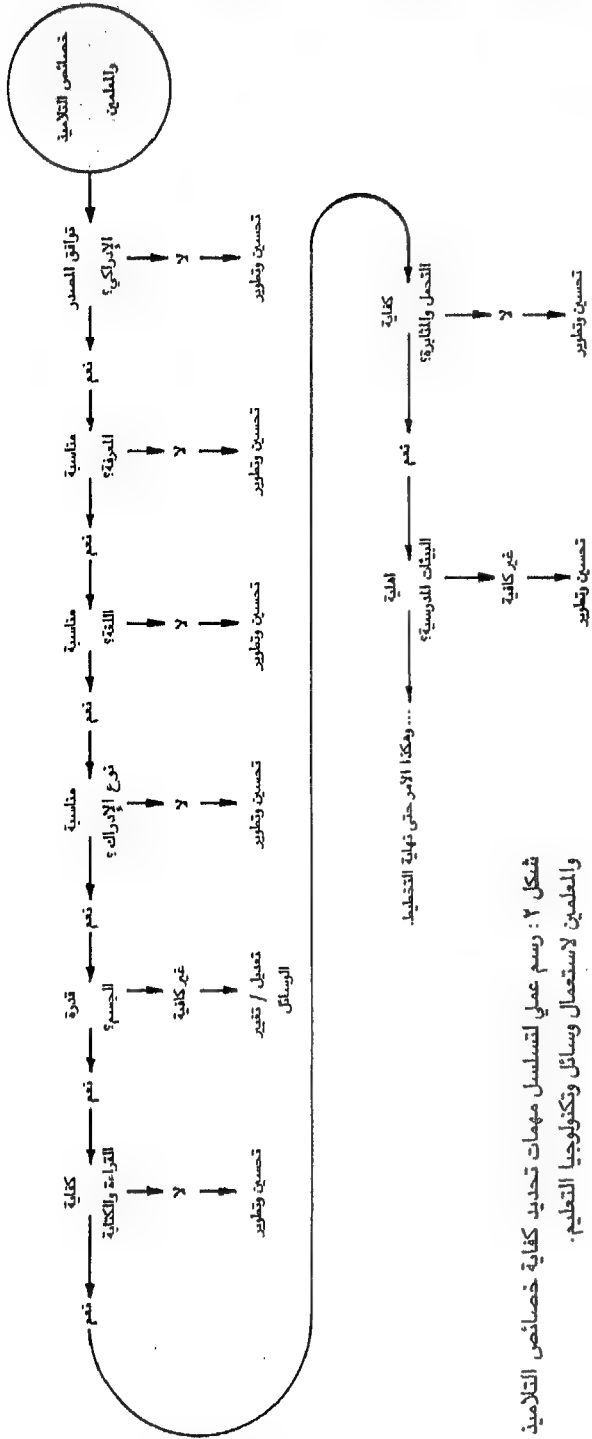 خصائص التلاميذ
والمعلمين
توافق المصدر
الإدراكي؟
لا
تحسين وتطوير
نعم
مناسبة
المعرفة؟
لا
تحسين وتطوير
نعم
مناسبة
اللغة؟
لا
تحسين وتطوير
نعم
مناسبة
نوع الإدراك؟
لا
تحسين وتطوير
نعم
قدرة
الجسم؟
غير كافية
تعديل / تغيير
الوسائل
نعم
كفاية
القراءة والكتابة
لا
تحسين وتطوير
نعم
كفاية
التحمل والمثابرة؟
لا
تحسين وتطوير
نعم
اهلية
البيئات المدرسية؟
غير كافية
تحسين وتطوير
... وهكذا الامر حتى نهاية التخطيط.
شكل ٢ : رسم عملي لتسلسل مهمات تحديد كفاية خصائص التلاميذ
والمعلمين لاستعمال وسائل وتكنولوجيا التعليم.